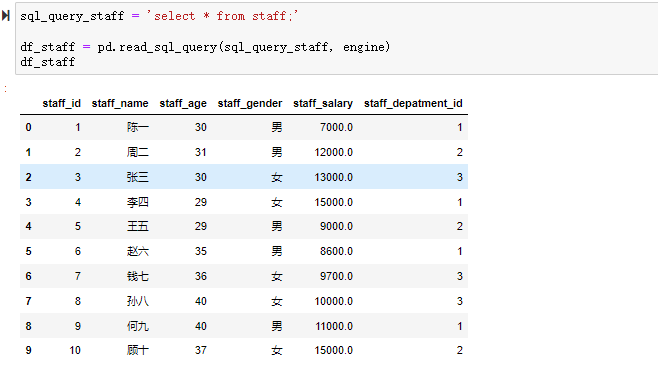 sql_query_staff = 'select * from staff;'
df_staff = pd.read_sql_query(sql_query_staff, engine)
df_staff
:
staff_id staff_name staff_age staff_gender staff_salary staff_depatment_id
0 1 陈一 30 男 7000.0 1
1 2 周二 31 男 12000.0 2
2 3 张三 30 女 13000.0 3
3 4 李四 29 女 15000.0 1
4 5 王五 29 男 9000.0 2
5 6 赵六 35 男 8600.0 1
6 7 钱七 36 女 9700.0 3
7 8 孙八 40 女 10000.0 3
8 9 何九 40 男 11000.0 1
9 10 顾十 37 女 15000.0 2